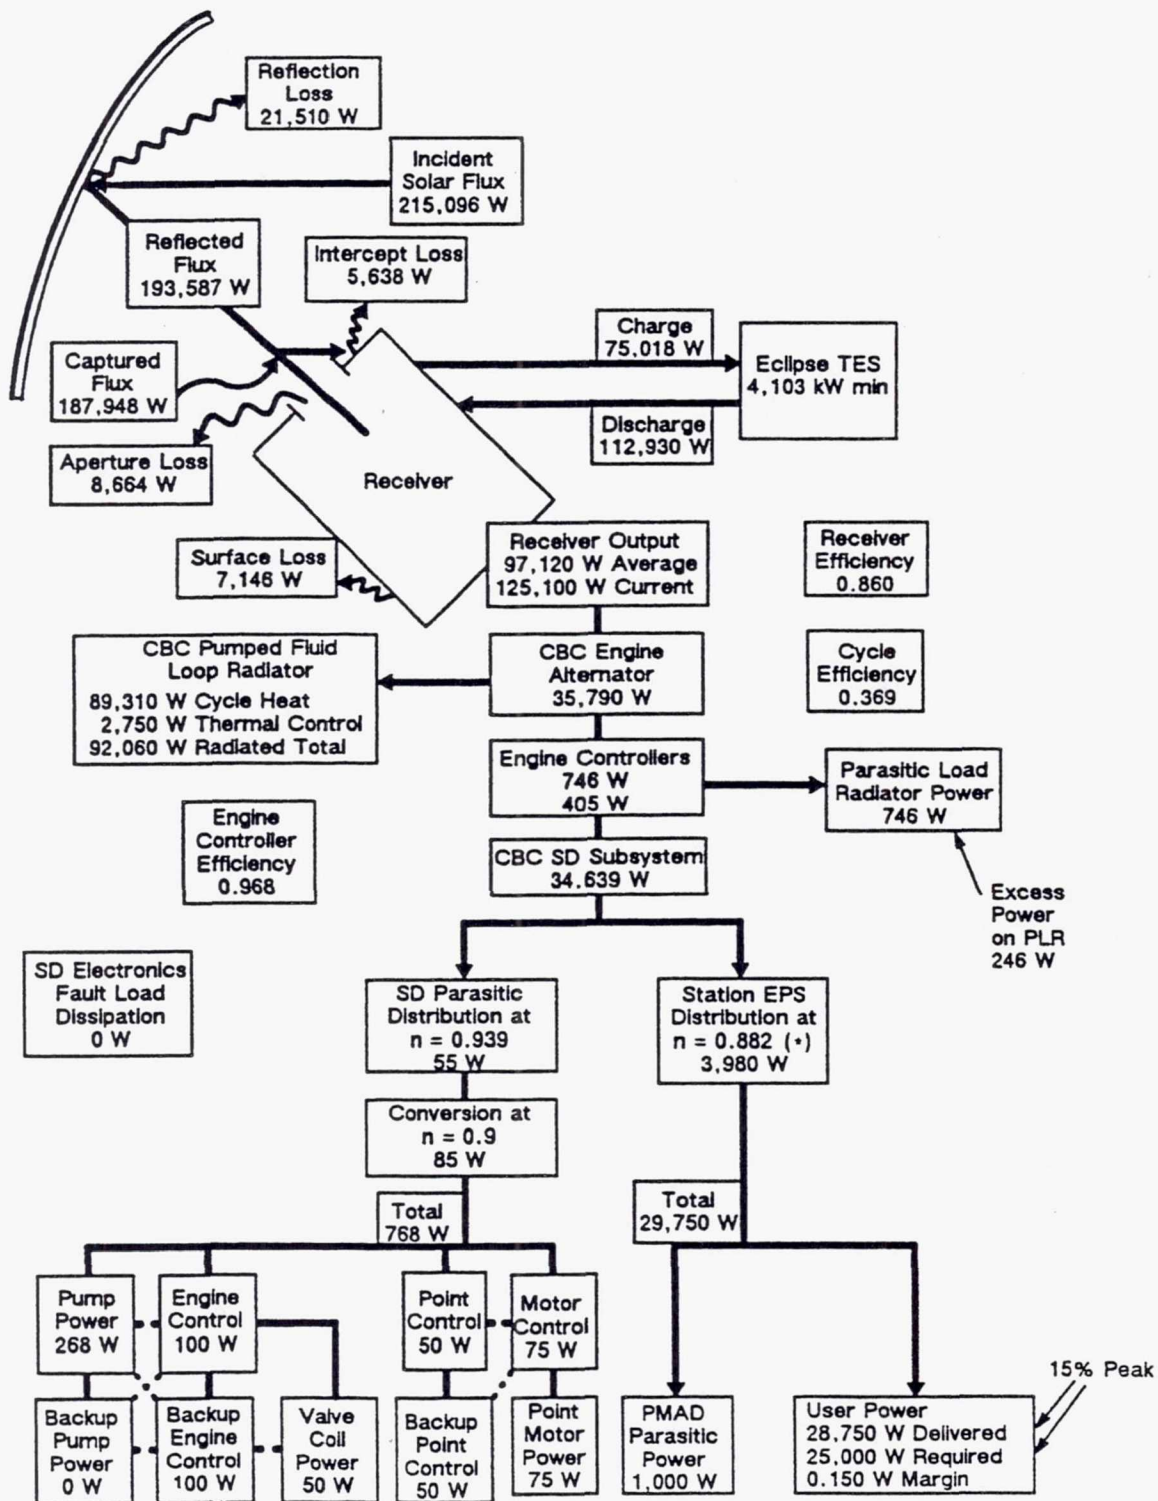 Reflection
Loss
21,510 W
Incident
Solar Flux
215,096 W
Reflected
Flux
193,587 W
Intercept Loss
5,638 W
Charge
75,018 W
Eclipse TES
4,103 kW min
Captured
Flux
187,948 W
Discharge
112,930 W
Aperture Loss
8,664 W
Receiver
Surface Loss
7,146 W
Receiver Output
97,120 W Average
125,100 W Current
Receiver
Efficiency
0.860
CBC Pumped Fluid
Loop Radiator
89,310 W Cycle Heat
2,750 W Thermal Control
92,060 W Radiated Total
CBC Engine
Alternator
35,790 W
Cycle
Efficiency
0.369
Engine Controllers
746 W
405 W
Parasitic Load
Radiator Power
746 W
Engine
Controller
Efficiency
0.968
CBC SD Subsystem
34.639 W
Excess
Power
on PLR
246 W
SD Electronics
Fault Load
Dissipation
0 W
SD Parasitic
Distribution at
n = 0.939
55 W
Station EPS
Distribution at
n = 0.882 (*)
3,980 W
Conversion at
n = 0.9
85 W
Total
768 W
Total
29,750 W
Pump
Power
268 W
Engine
Control
100 W
Point
Control
50 W
Motor
Control
75 W
15% Peak
Backup
Pump
Power
0 W
Backup
Engine
Control
100 W
Valve
Coil
Power
50 W
Backup
Point
Control
50 W
Point
Motor
Power
75 W
PMAD
Parasitic
Power
1,000 W
User Power
28,750 W Delivered
25,000 W Required
0.150 W Margin